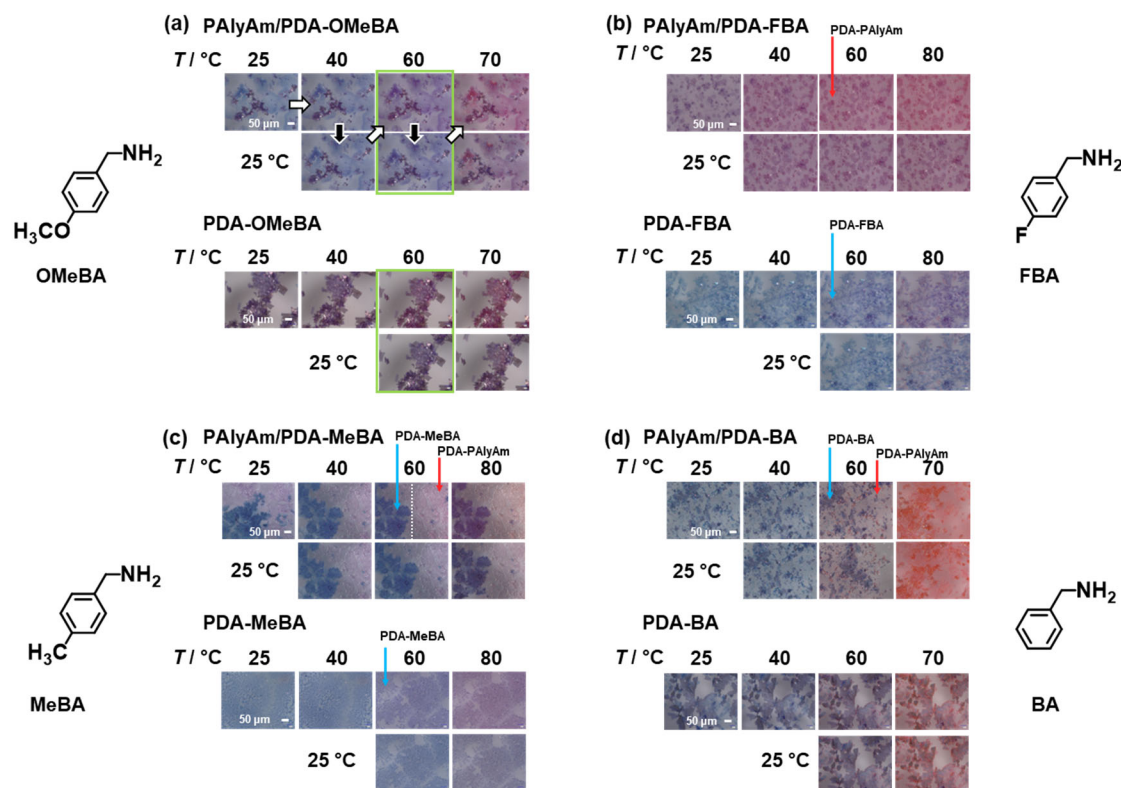 (a) PAlyAm/PDA-OMeBA
T / °C 25 40 60 70
50 µm
25 °C
PDA-OMeBA
T / °C 25 40 60 70
50 µm
25 °C
NH2
H3CO
OMeBA
(b) PAlyAm/PDA-FBA
PDA-PAlyAm
T / °C 25 40 60 80
50 µm
25 °C
PDA-FBA
PDA-FBA
T / °C 25 40 60 80
50 µm
25 °C
NH2
F
FBA
(c) PAlyAm/PDA-MeBA
PDA-MeBA
PDA-PAlyAm
T / °C 25 40 60 80
50 µm
25 °C
PDA-MeBA
PDA-MeBA
T / °C 25 40 60 80
50 µm
25 °C
NH2
H3C
MeBA
(d) PAlyAm/PDA-BA
PDA-BA
PDA-PAlyAm
T / °C 25 40 60 70
50 µm
25 °C
PDA-BA
T / °C 25 40 60 70
50 µm
25 °C
NH2
BA